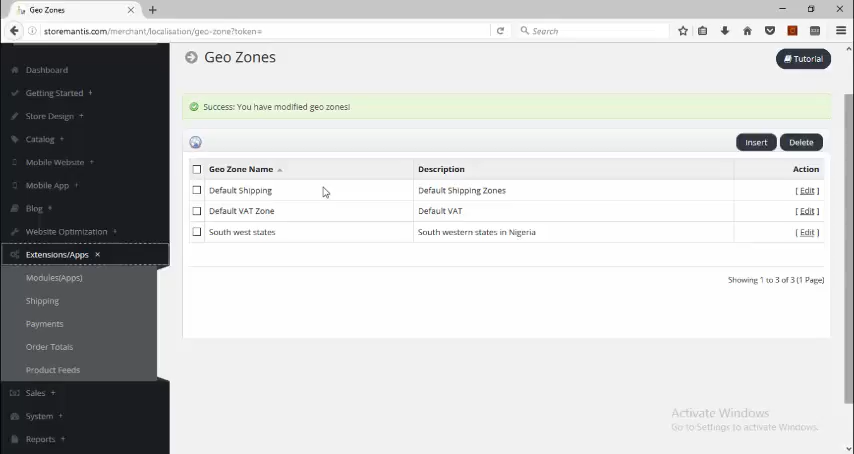 Geo Zones
storemantis.com/merchant/localisation/geo-zone?token=
Search
Dashboard
Getting Started +
Store Design +
Catalog +
Mobile Website +
Mobile App +
Blog +
Website Optimization +
Extensions/Apps ×
Modules(Apps)
Shipping
Payments
Order Totals
Product Feeds
Sales +
System +
Reports +
Geo Zones
Tutorial
Success: You have modified geo zones!
Insert
Delete
Geo Zone Name Description Action
Default Shipping Default Shipping Zones [ Edit ]
Default VAT Zone Default VAT [ Edit ]
South west states South western states in Nigeria [ Edit ]
Showing 1 to 3 of 3 (1 Page)
Activate Windows
Go to Settings to activate Windows.